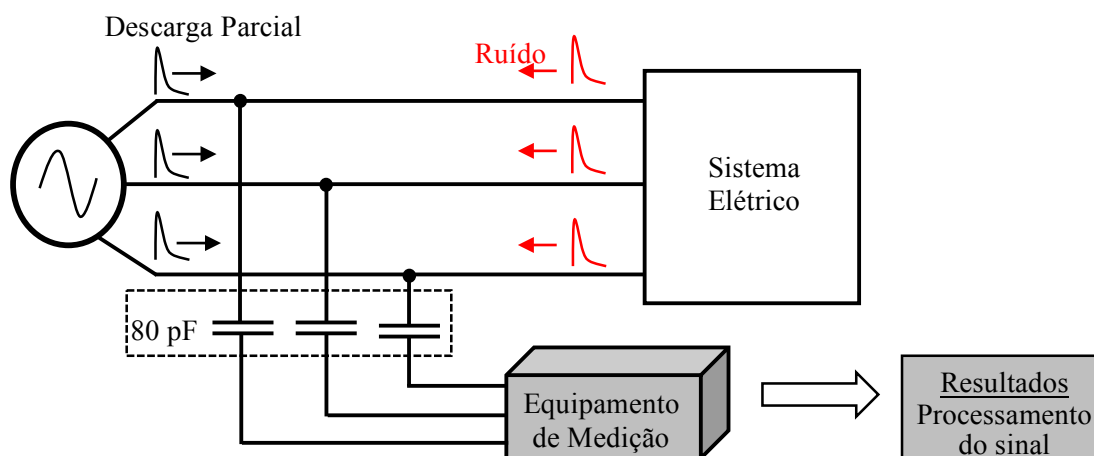 Descarga Parcial
Ruído
Sistema
Elétrico
80 pF
Equipamento
de Medição
Resultados
Processamento
do sinal